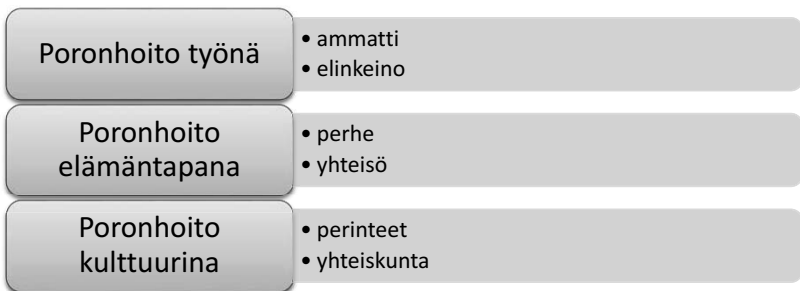 Poronhoito työnä
• ammatti
• elinkeino
Poronhoito
elämäntapana
• perhe
• yhteisö
Poronhoito
kulttuurina
• perinteet
• yhteiskunta